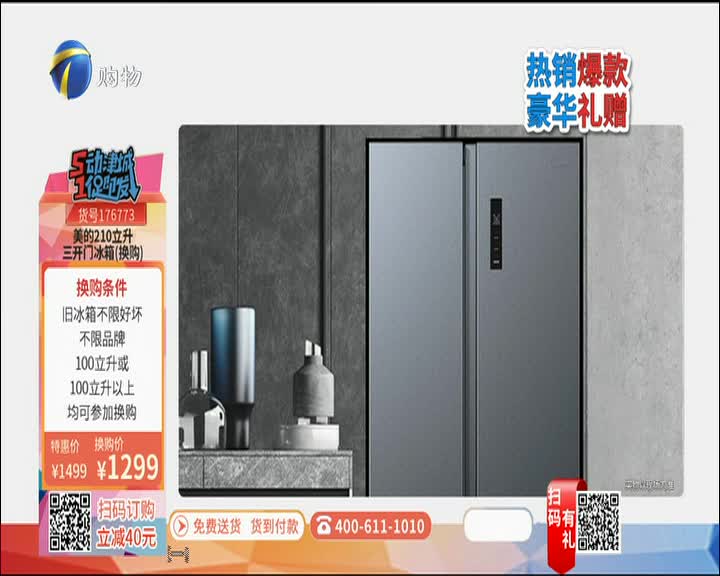 购物
热销爆款
豪华礼赠
51动津城
促即发
货号176773
美的210立升
三开门冰箱(换购)
换购条件
旧冰箱不限好坏
不限品牌
100立升或
100立升以上
均可参加换购
特惠价 换购价
¥1499 ¥1299
扫码订购
立减40元
免费送货 货到付款
400-611-1010
扫码有礼